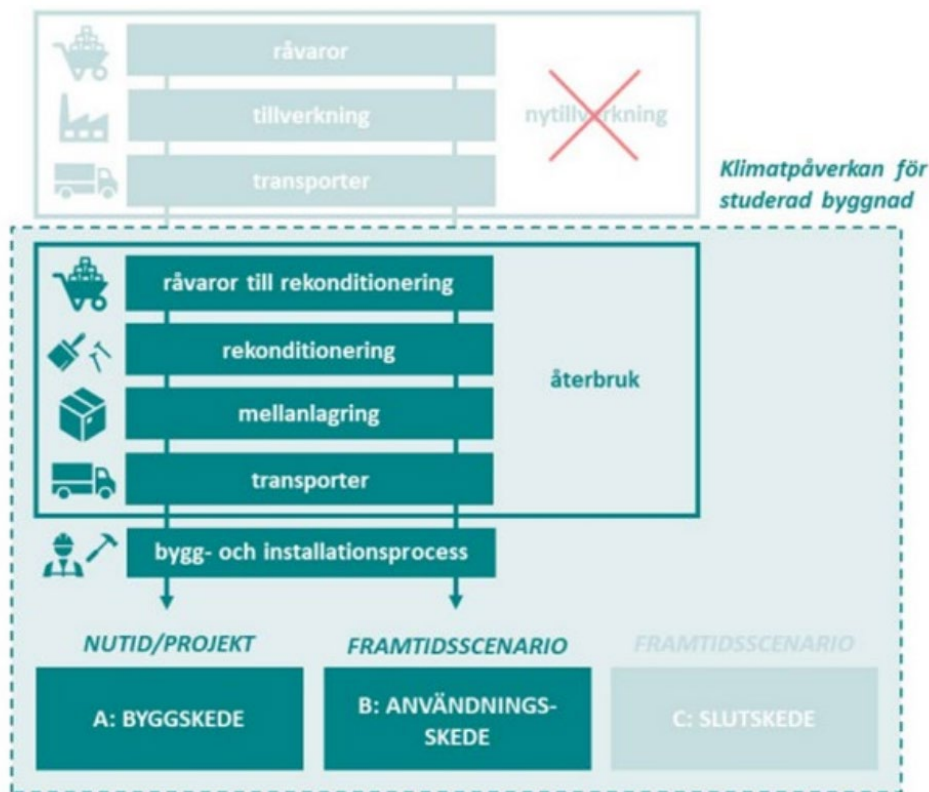 råvaror
tillverkning
nytillverkning
transporter
Klimatpåverkan för
studerad byggnad
råvaror till rekonditionering
rekonditionering
återbruk
mellanlagring
transporter
bygg- och installationsprocess
NUTID/PROJEKT
FRAMTIDSSCENARIO
FRAMTIDSSCENARIO
A: BYGGSKEDE
B: ANVÄNDNINGS-
SKEDE
C: SLUTSKEDE